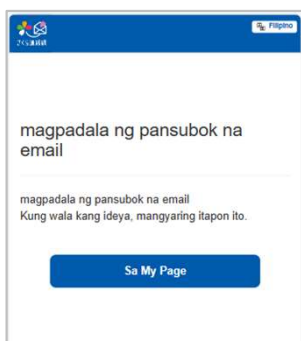 Filipino
magpadala ng pansubok na
email
magpadala ng pansubok na email
Kung wala kang ideya, mangyaring itapon ito.
Sa My Page